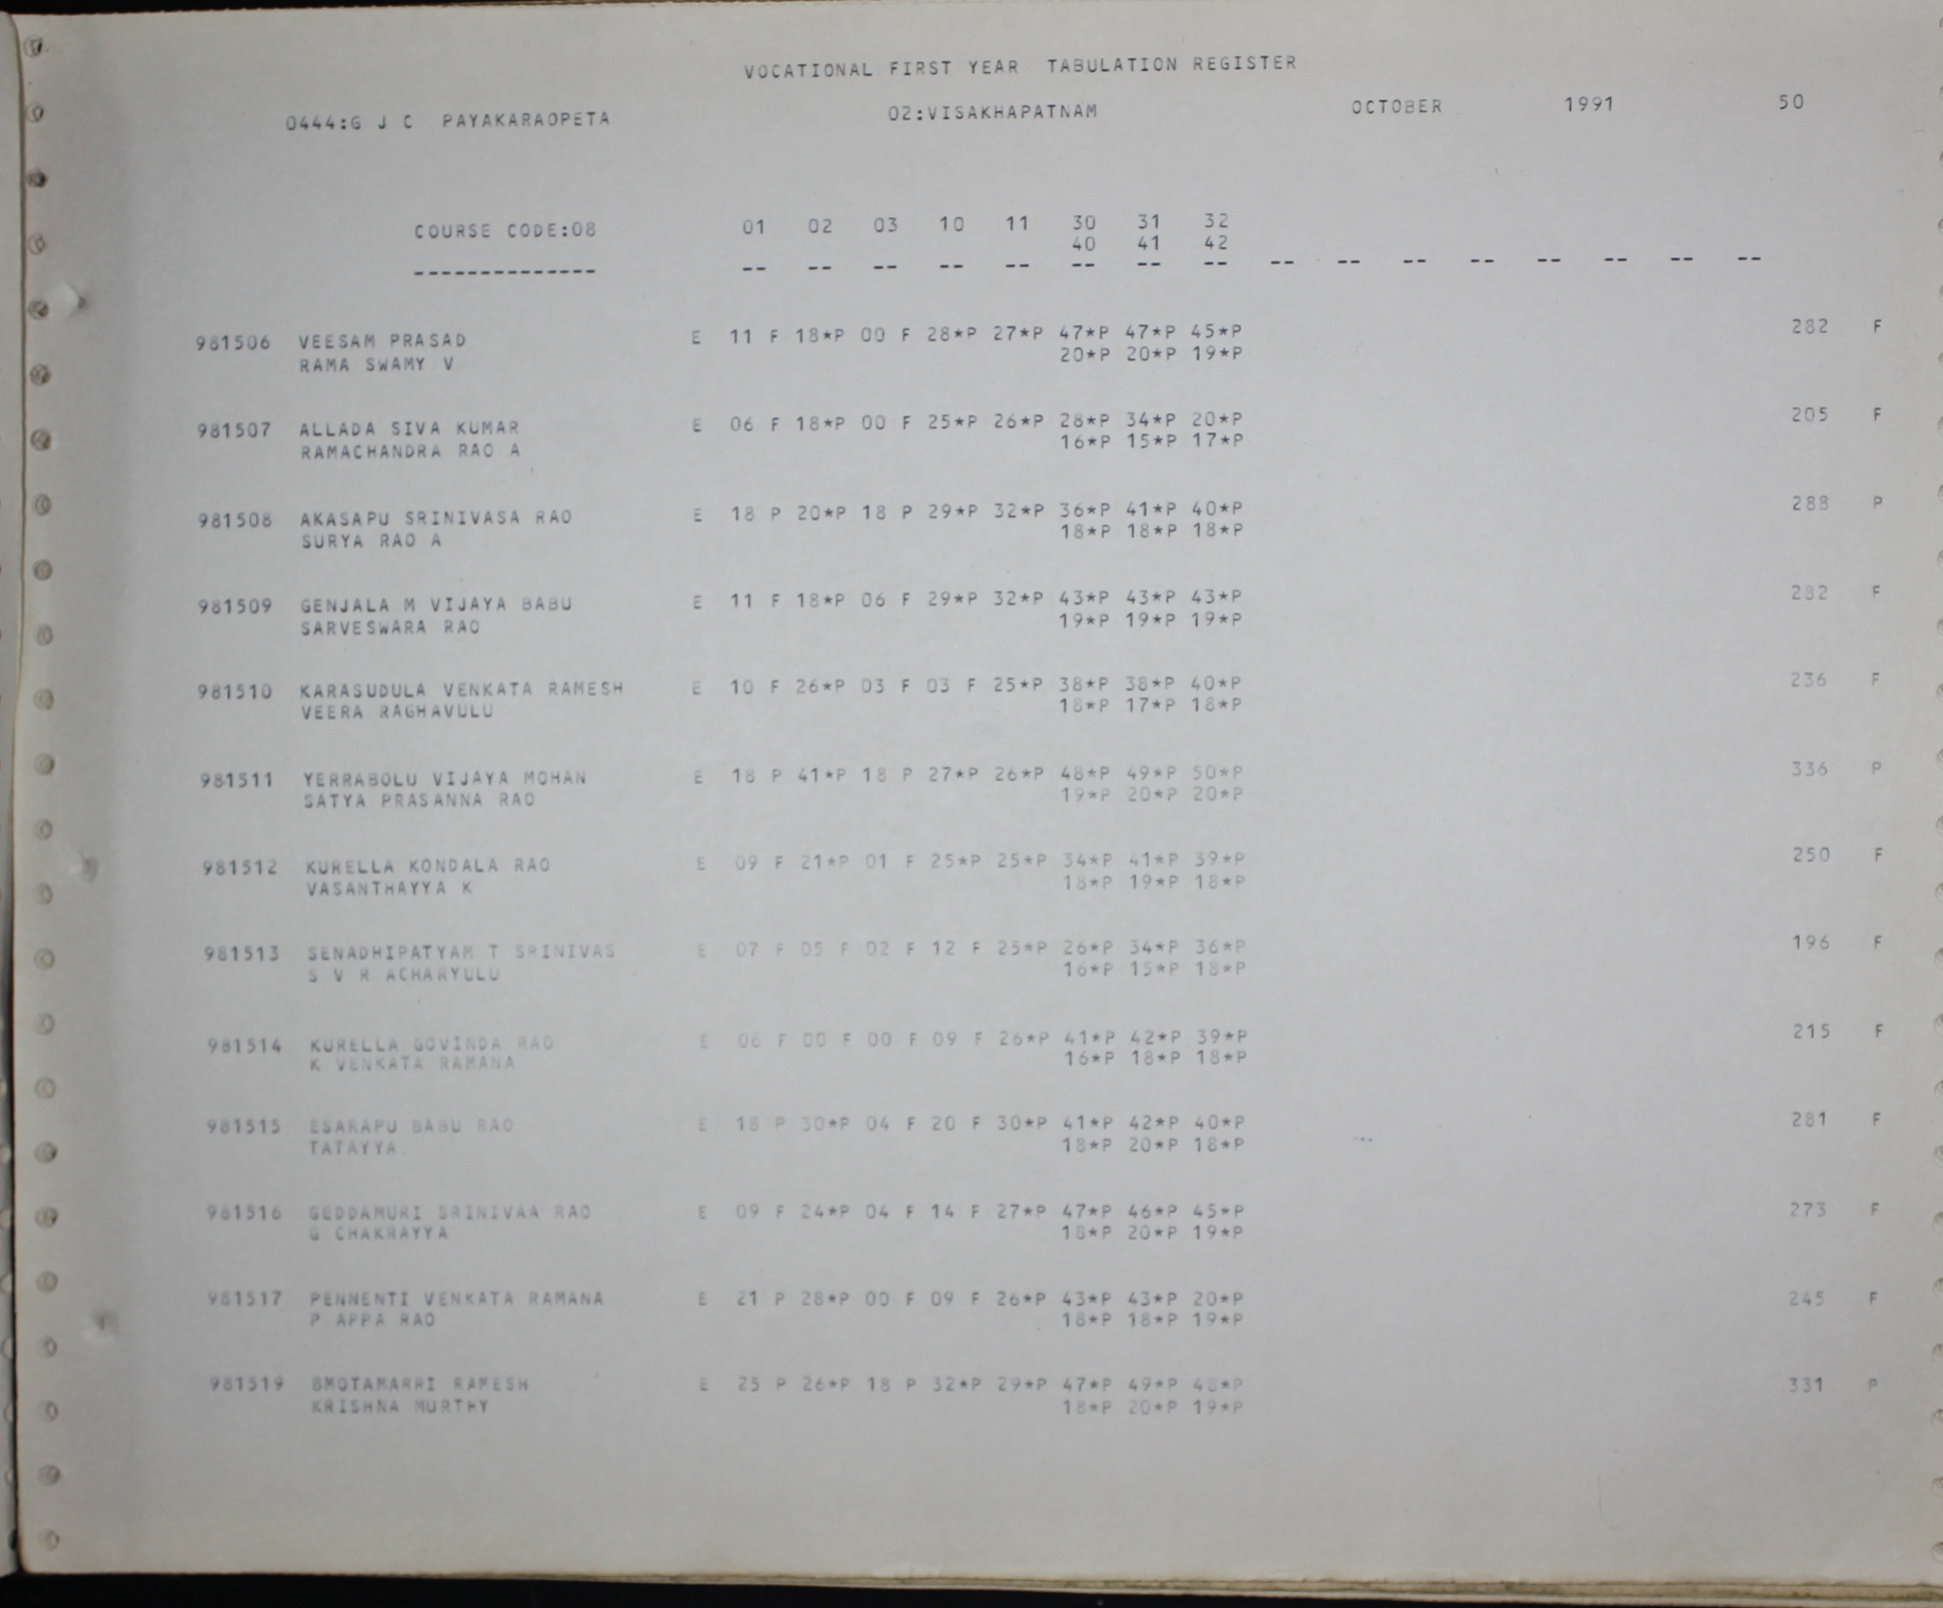 VOCATIONAL FIRST YEAR TABULATION REGISTER
0444:G J C PAYAKARAOPETA 02:VISAKHAPATNAM OCTOBER 1991 50
COURSE CODE:08 01 02 03 10 11 30 31 32
40 41 42
-------------- -- -- -- -- -- -- -- -- -- -- -- -- -- -- -- --
981506 VEESAM PRASAD E 11 F 18*P 00 F 28*P 27*P 47*P 47*P 45*P 282 F
RAMA SWAMY V 20*P 20*P 19*P
981507 ALLADA SIVA KUMAR E 06 F 18*P 00 F 25*P 26*P 28*P 34*P 20*P 205 F
RAMACHANDRA RAO A 16*P 15*P 17*P
981508 AKASAPU SRINIVASA RAO E 18 P 20*P 18 P 29*P 32*P 36*P 41*P 40*P 288 P
SURYA RAO A 18*P 18*P 18*P
981509 GENJALA M VIJAYA BABU E 11 F 18*P 06 F 29*P 32*P 43*P 43*P 43*P 282 F
SARVESWARA RAO 19*P 19*P 19*P
981510 KARASUDULA VENKATA RAMESH E 10 F 26*P 03 F 03 F 25*P 38*P 38*P 40*P 236 F
VEERA RAGHAVULU 18*P 17*P 18*P
981511 YERRABOLU VIJAYA MOHAN E 18 P 41*P 18 P 27*P 26*P 48*P 49*P 50*P 336 P
SATYA PRASANNA RAO 19*P 20*P 20*P
981512 KURELLA KONDALA RAO E 09 F 21*P 01 F 25*P 25*P 34*P 41*P 39*P 250 F
VASANTHAYYA K 18*P 19*P 18*P
981513 SENADHIPATYAM T SRINIVAS E 07 F 05 F 02 F 12 F 25*P 26*P 34*P 36*P 196 F
S V R ACHARYULU 16*P 15*P 18*P
981514 KURELLA GOVINDA RAO E 06 F 00 F 00 F 09 F 26*P 41*P 42*P 39*P 215 F
K VENKATA RAMANA 16*P 18*P 18*P
981515 ESARAPU BABU RAO E 18 P 30*P 04 F 20 F 30*P 41*P 42*P 40*P 281 F
TATAYYA 18*P 20*P 18*P
981516 GEDDAMURI SRINIVAA RAO E 09 F 24*P 04 F 14 F 27*P 47*P 46*P 45*P 273 F
G CHAKRAYYA 18*P 20*P 19*P
981517 PENNENTI VENKATA RAMANA E 21 P 28*P 00 F 09 F 26*P 43*P 43*P 20*P 245 F
P APPA RAO 18*P 18*P 19*P
981519 BMOTAMARRI RAMESH E 25 P 26*P 18 P 32*P 29*P 47*P 49*P 48*P 331 P
KRISHNA MURTHY 18*P 20*P 19*P